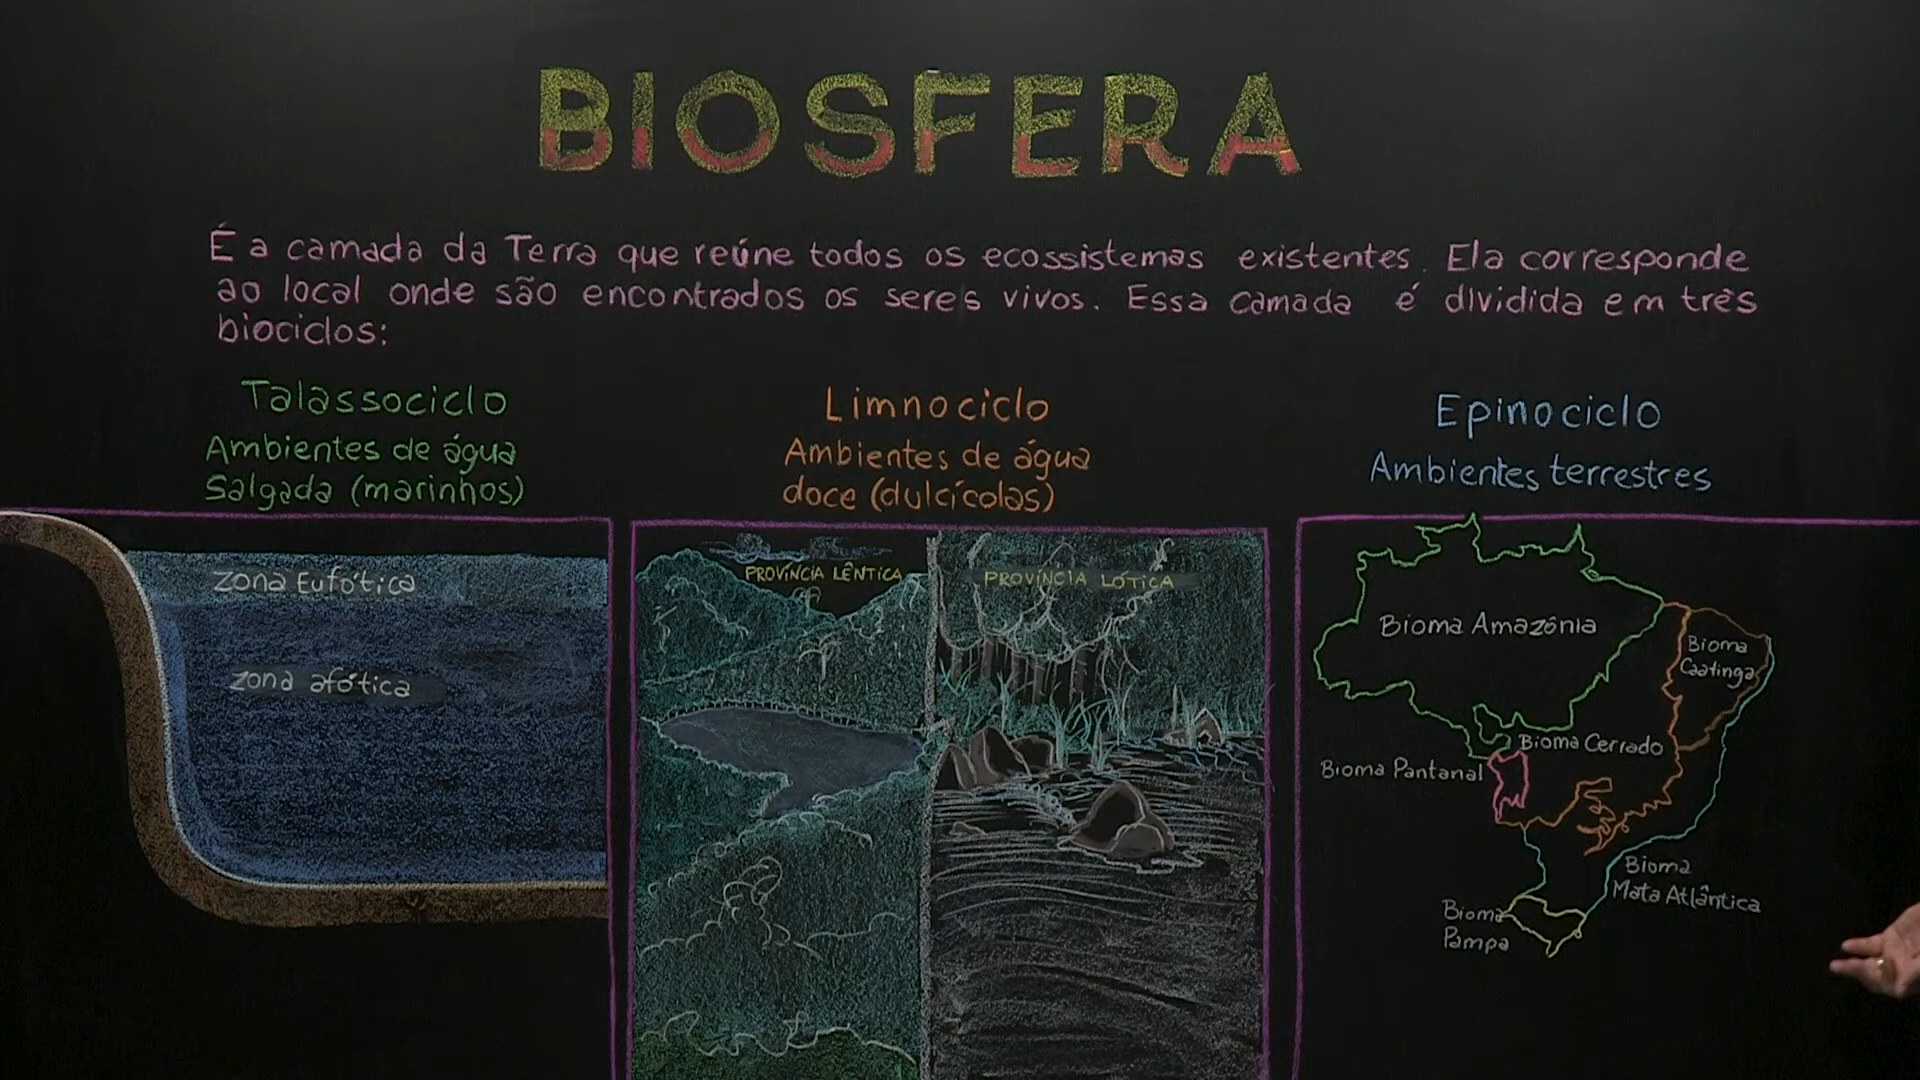 BIOSFERA
É a camada da Terra que reúne todos os ecossistemas existentes. Ela corresponde
ao local onde são encontrados os seres vivos. Essa camada é dividida em três
biociclos:
Talassociclo
Ambientes de água
Salgada (marinhos)
Limnociclo
Ambientes de água
doce (dulcícolas)
Epinociclo
Ambientes terrestres
Zona Eufótica
Zona afótica
PROVÍNCIA LÊNTICA
PROVÍNCIA LÓTICA
Bioma Amazônia
Bioma
Caatinga
Bioma Cerrado
Bioma Pantanal
Bioma
Mata Atlântica
Bioma
Pampa